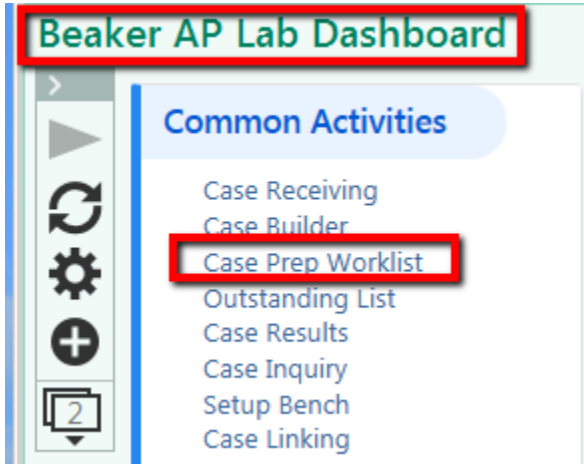 Beaker AP Lab Dashboard
Common Activities
Case Receiving
Case Builder
Case Prep Worklist
Outstanding List
Case Results
Case Inquiry
Setup Bench
2
Case Linking